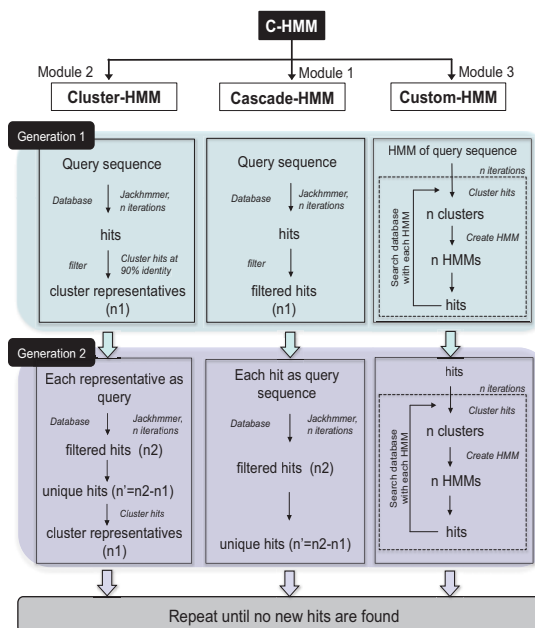 C-HMM
Module 2
Module 1
Module 3
Cluster-HMM
Cascade-HMM
Custom-HMM
Generation 1
Query sequence
Database
Jackhmmer,
n iterations
hits
filter
Cluster hits at
90% identity
cluster representatives
(n1)
Query sequence
Database
Jackhmmer,
n iterations
hits
filter
filtered hits
(n1)
HMM of query sequence
n iterations
Cluster hits
n clusters
Create HMM
n HMMs
hits
Search database
with each HMM
Generation 2
Each representative as
query
Database
Jackhmmer,
n iterations
filtered hits (n2)
unique hits (n'=n2-n1)
Cluster hits
cluster representatives
(n1)
Each hit as query
sequence
Database
Jackhmmer,
n iterations
filtered hits (n2)
unique hits (n'=n2-n1)
hits
n iterations
Cluster hits
n clusters
Create HMM
n HMMs
hits
Search database
with each HMM
Repeat until no new hits are found